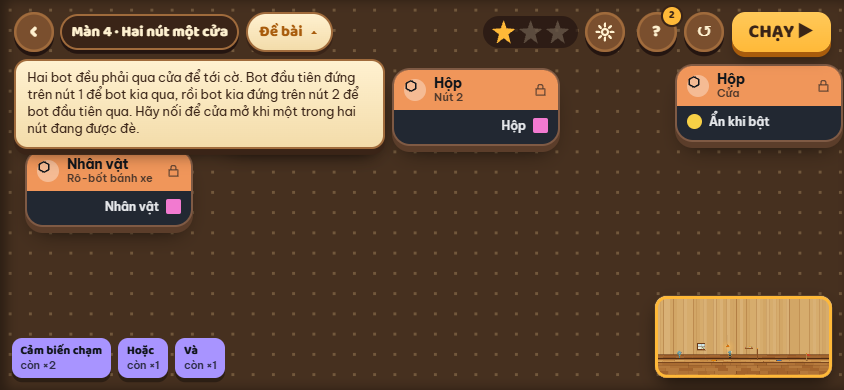 Màn 4 · Hai nút một cửa
Đề bài
2
?
CHẠY
Hai bot đều phải qua cửa để tới cờ. Bot đầu tiên đứng
trên nút 1 để bot kia qua, rồi bot kia đứng trên nút 2 để
bot đầu tiên qua. Hãy nối để cửa mở khi một trong hai
nút đang được đè.
Hộp
Nút 2
Hộp
Hộp
Cửa
Ẩn khi bật
Nhân vật
Rô-bốt bánh xe
Nhân vật
Cảm biến chạm
còn ×2
Hoặc
còn ×1
Và
còn ×1